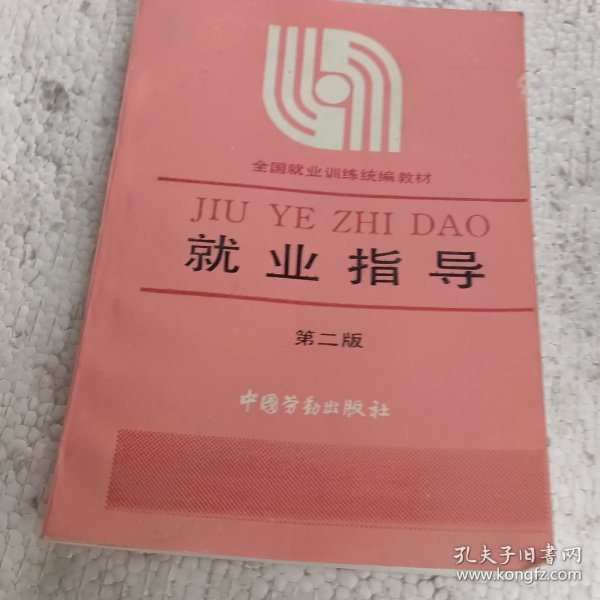 全国就业训练统编教材
JIU YE ZHI DAO
就业指导
第二版
中国劳动出版社
孔夫子旧书网
www.kongfz.com